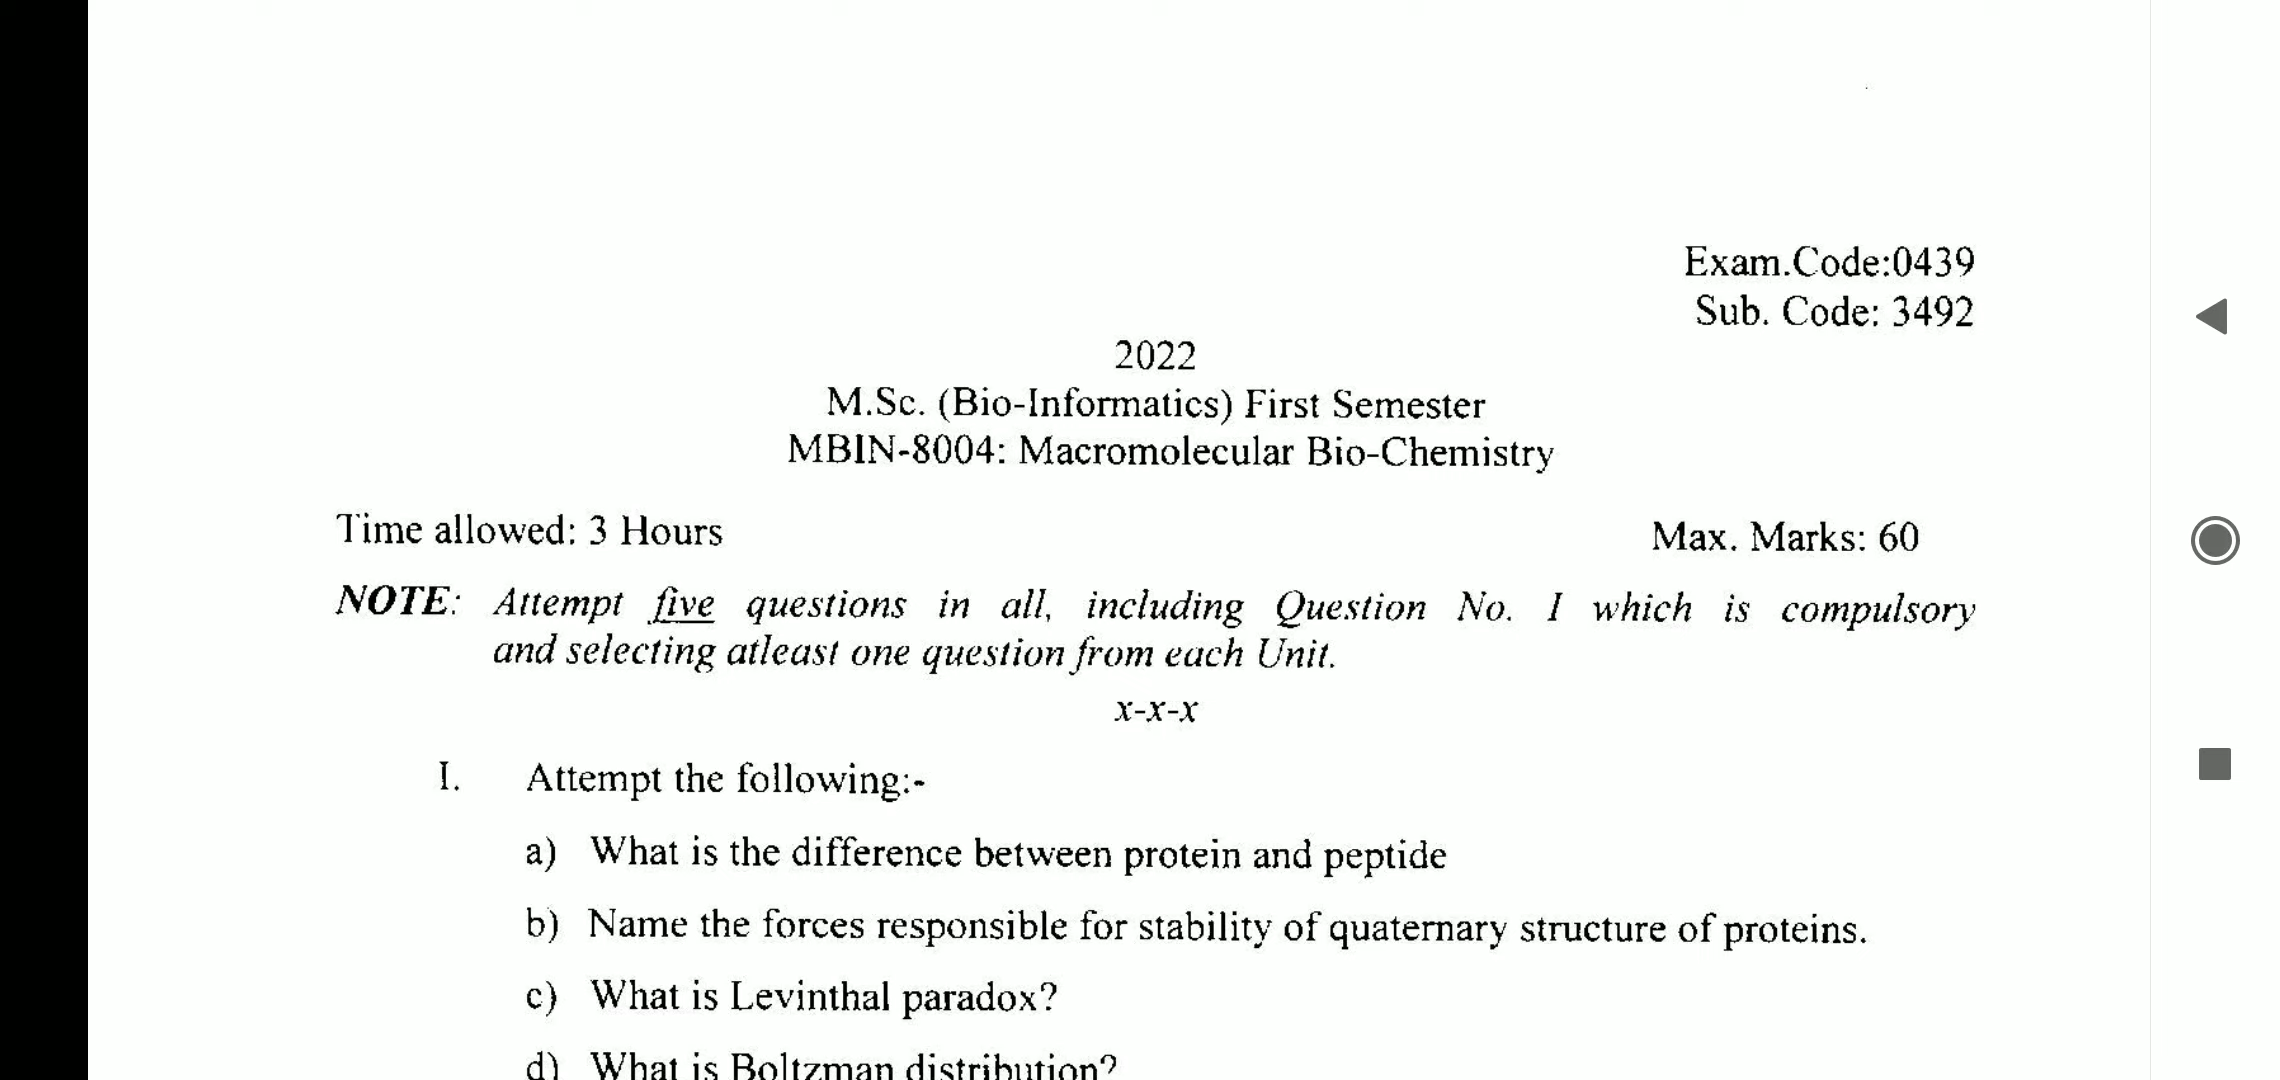 Exam.Code:0439
Sub. Code: 3492
2022
M.Sc. (Bio-Informatics) First Semester
MBIN-8004: Macromolecular Bio-Chemistry
Time allowed: 3 Hours
Max. Marks: 60
NOTE: Attempt five questions in all, including Question No. I which is compulsory
and selecting atleast one question from each Unit.
x-x-x
I. Attempt the following:-
a) What is the difference between protein and peptide
b) Name the forces responsible for stability of quaternary structure of proteins.
c) What is Levinthal paradox?
d) What is Boltzman distribution?